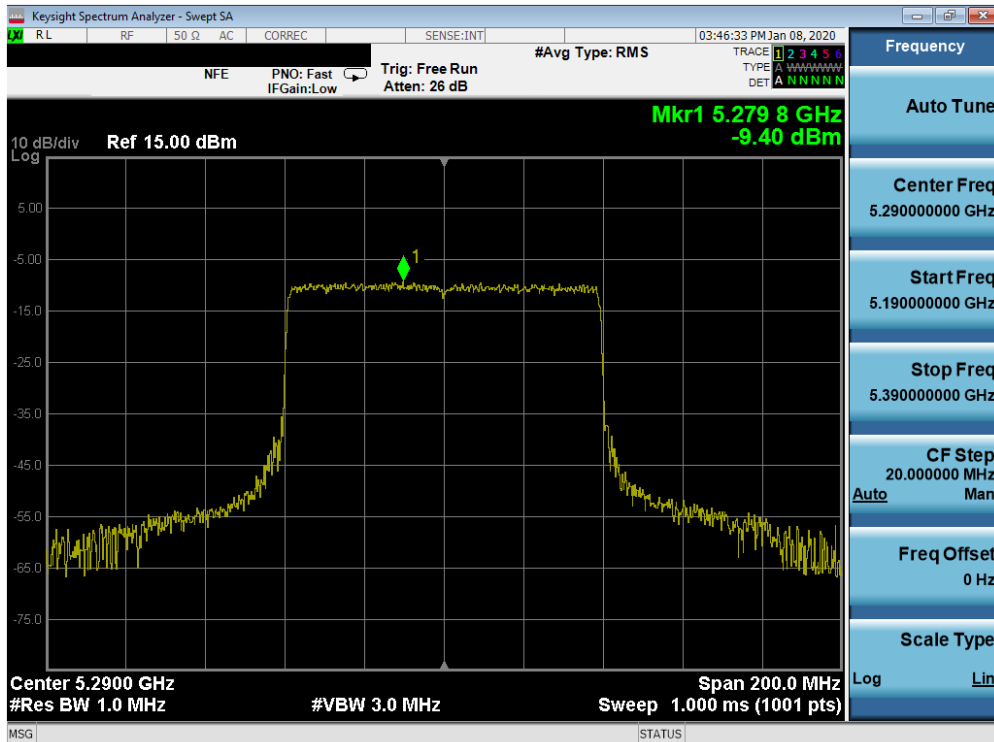 Keysight Spectrum Analyzer - Swept SA
LXI RL RF 50 Ω AC CORREC SENSE:INT 03:46:33 PM Jan 08, 2020
NFE PNO: Fast IFGain:Low
Trig: Free Run
Atten: 26 dB
#Avg Type: RMS
TRACE 1 2 3 4 5 6
TYPE A WWWWW
DET A N N N N N
Mkr1 5.279 8 GHz
-9.40 dBm
10 dB/div Ref 15.00 dBm
Log
1
5.00
-5.00
-15.0
-25.0
-35.0
-45.0
-55.0
-65.0
-75.0
Center 5.2900 GHz Span 200.0 MHz
#Res BW 1.0 MHz #VBW 3.0 MHz Sweep 1.000 ms (1001 pts)
MSG STATUS
Frequency
Auto Tune
Center Freq
5.290000000 GHz
Start Freq
5.190000000 GHz
Stop Freq
5.390000000 GHz
CF Step
20.000000 MHz
Auto Man
Freq Offset
0 Hz
Scale Type
Log Lin